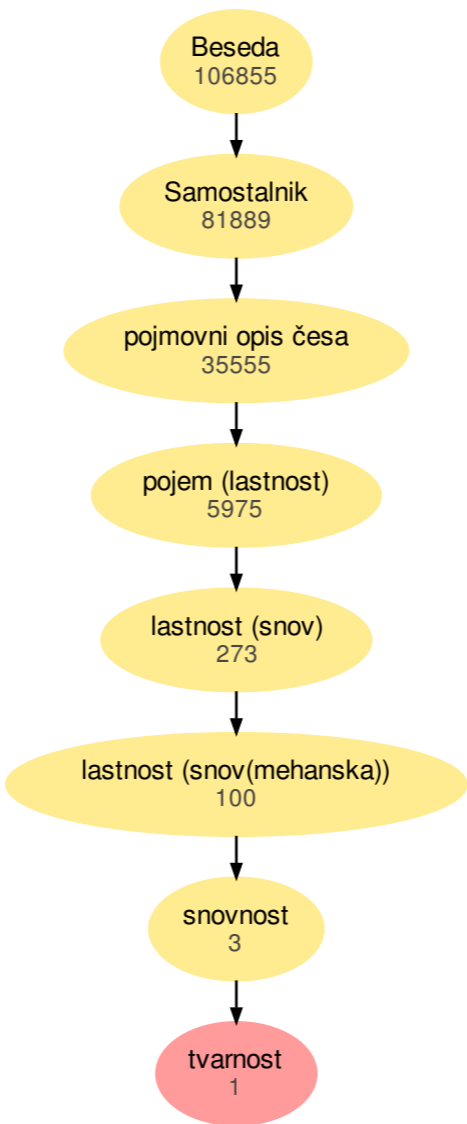 Beseda
106855
Samostalnik
81889
pojmovni opis česa
35555
pojem (lastnost)
5975
lastnost (snov)
273
lastnost (snov(mehanska))
100
snovnost
3
tvarnost
1